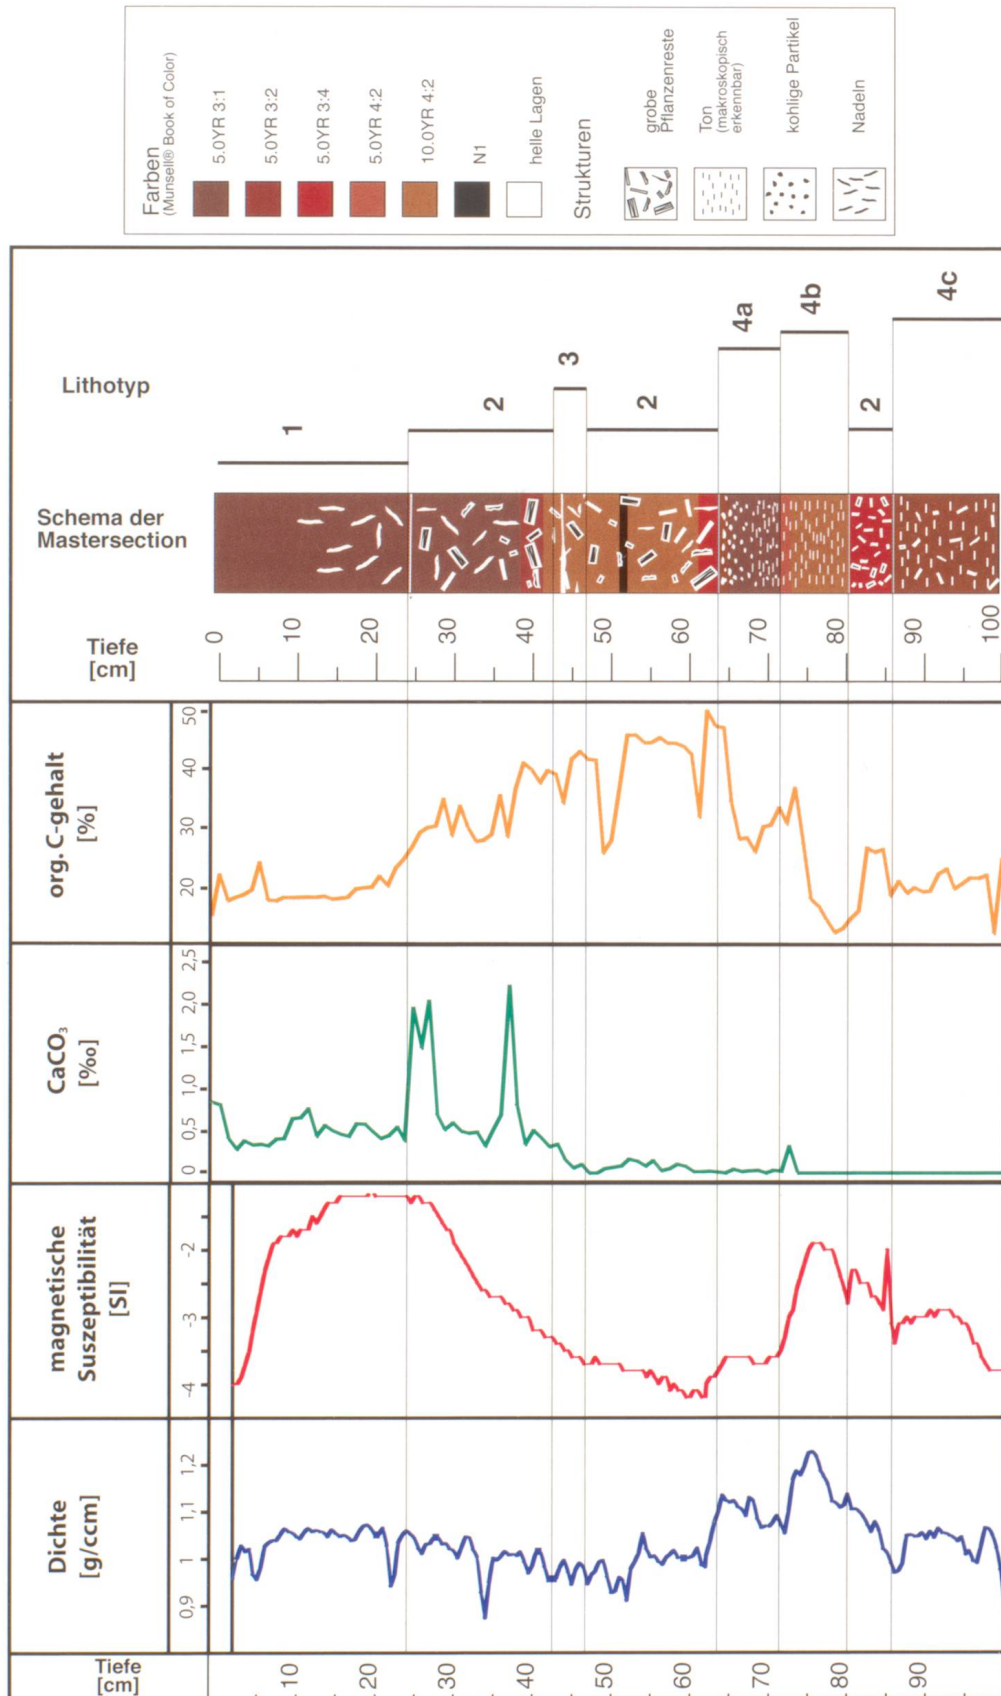 Farben
(Munsell® Book of Color)
5.0YR 3:1
5.0YR 3:2
5.0YR 3:4
5.0YR 4:2
10.0YR 4:2
N1
helle Lagen
Strukturen
grobe
Pflanzenreste
Ton
(makroskopisch
erkennbar)
kohlige Partikel
Nadeln
Lithotyp
1
2
3
2
4a
4b
2
4c
Schema der
Mastersection
Tiefe
[cm]
0
10
20
30
40
50
60
70
80
90
100
org. C-gehalt
[%]
50
40
30
20
CaCO₃
[‰]
2,5
2,0
1,5
1,0
0,5
0
magnetische
Suszeptibilität
[SI]
-2
-3
-4
Dichte
[g/ccm]
1,2
1,1
1
0,9
Tiefe
[cm]
10
20
30
40
50
60
70
80
90